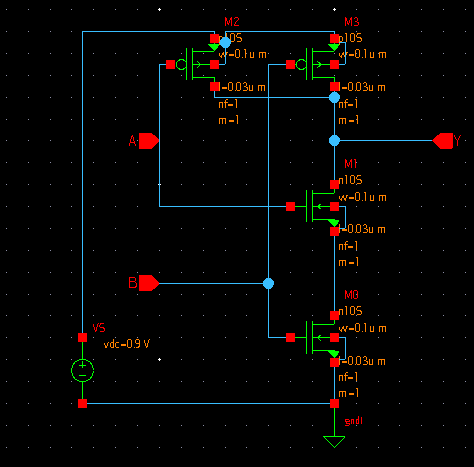 M2
p10S
w=0.1u m
l=0.03u m
nf=1
m=1
M3
p10S
w=0.1u m
l=0.03u m
nf=1
m=1
A
Y
M1
n10S
w=0.1u m
l=0.03u m
nf=1
m=1
B
M0
n10S
w=0.1u m
l=0.03u m
nf=1
m=1
V5
vdc=0.9 V
gnd!